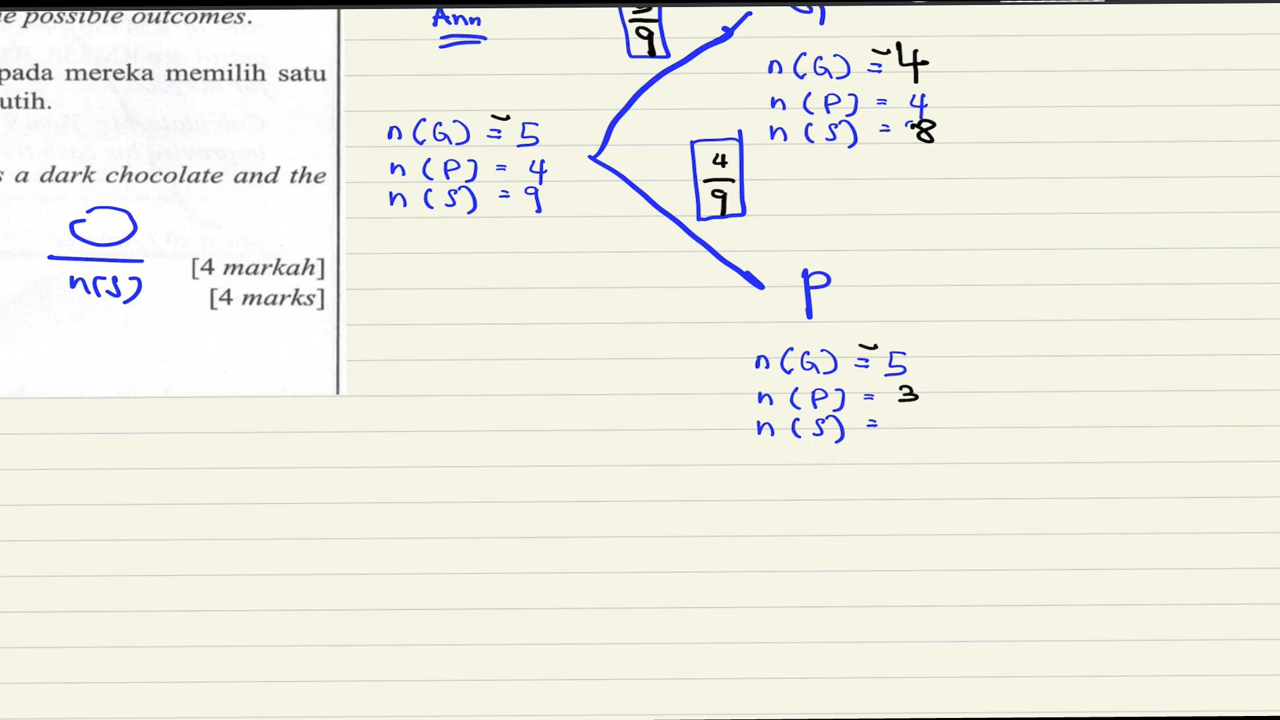 e possible outcomes.
pada mereka memilih satu
utih.
s a dark chocolate and the
n(S)
[4 markah]
[4 marks]
Ann
9
n(G) = 5
n(P) = 4
n(S) = 9
n(G) = 4
n(P) = 4
n(S) = 8
4
9
P
n(G) = 5
n(P) = 3
n(S) =